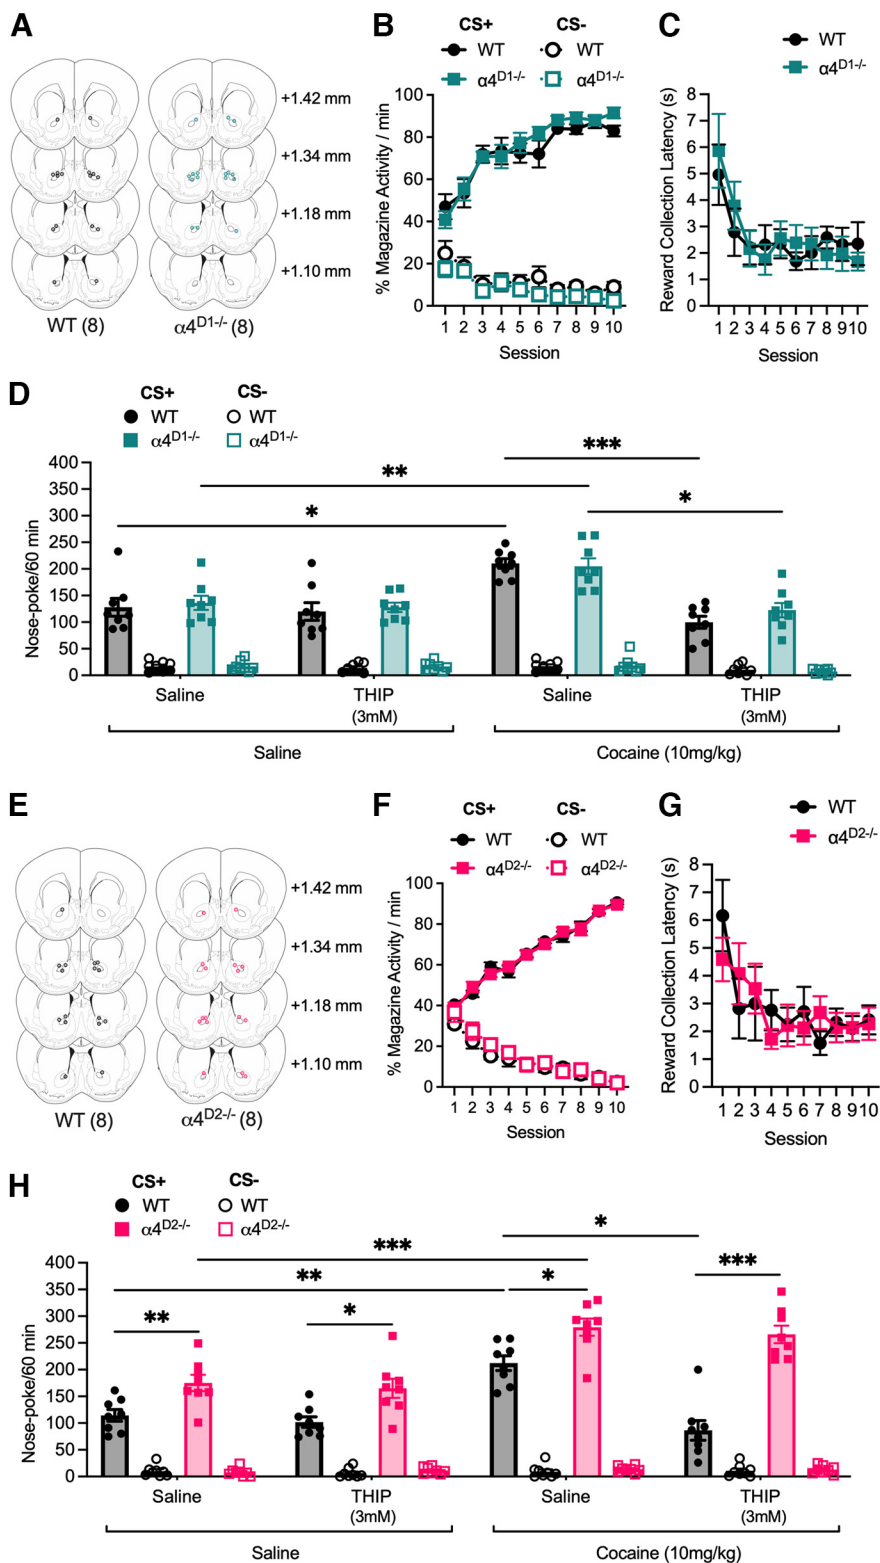 A
+1.42 mm
+1.34 mm
+1.18 mm
+1.10 mm
WT (8)
α4D1-/- (8)
B
CS+
CS-
WT
WT
α4D1-/-
α4D1-/-
% Magazine Activity / min
100
80
60
40
20
0
1 2 3 4 5 6 7 8 9 10
Session
C
WT
α4D1-/-
Reward Collection Latency (s)
8
7
6
5
4
3
2
1
0
1 2 3 4 5 6 7 8 9 10
Session
D
CS+
CS-
WT
WT
α4D1-/-
α4D1-/-
Nose-poke/60 min
400
350
300
250
200
150
100
50
0
***
**
*
*
Saline
THIP
(3mM)
Saline
THIP
(3mM)
Saline
Cocaine (10mg/kg)
E
+1.42 mm
+1.34 mm
+1.18 mm
+1.10 mm
WT (8)
α4D2-/- (8)
F
CS+
CS-
WT
WT
α4D2-/-
α4D2-/-
% Magazine Activity / min
100
80
60
40
20
0
1 2 3 4 5 6 7 8 9 10
Session
G
WT
α4D2-/-
Reward Collection Latency (s)
8
7
6
5
4
3
2
1
0
1 2 3 4 5 6 7 8 9 10
Session
H
CS+
CS-
WT
WT
α4D2-/-
α4D2-/-
Nose-poke/60 min
400
350
300
250
200
150
100
50
0
*
***
**
*
***
**
*
Saline
THIP
(3mM)
Saline
THIP
(3mM)
Saline
Cocaine (10mg/kg)